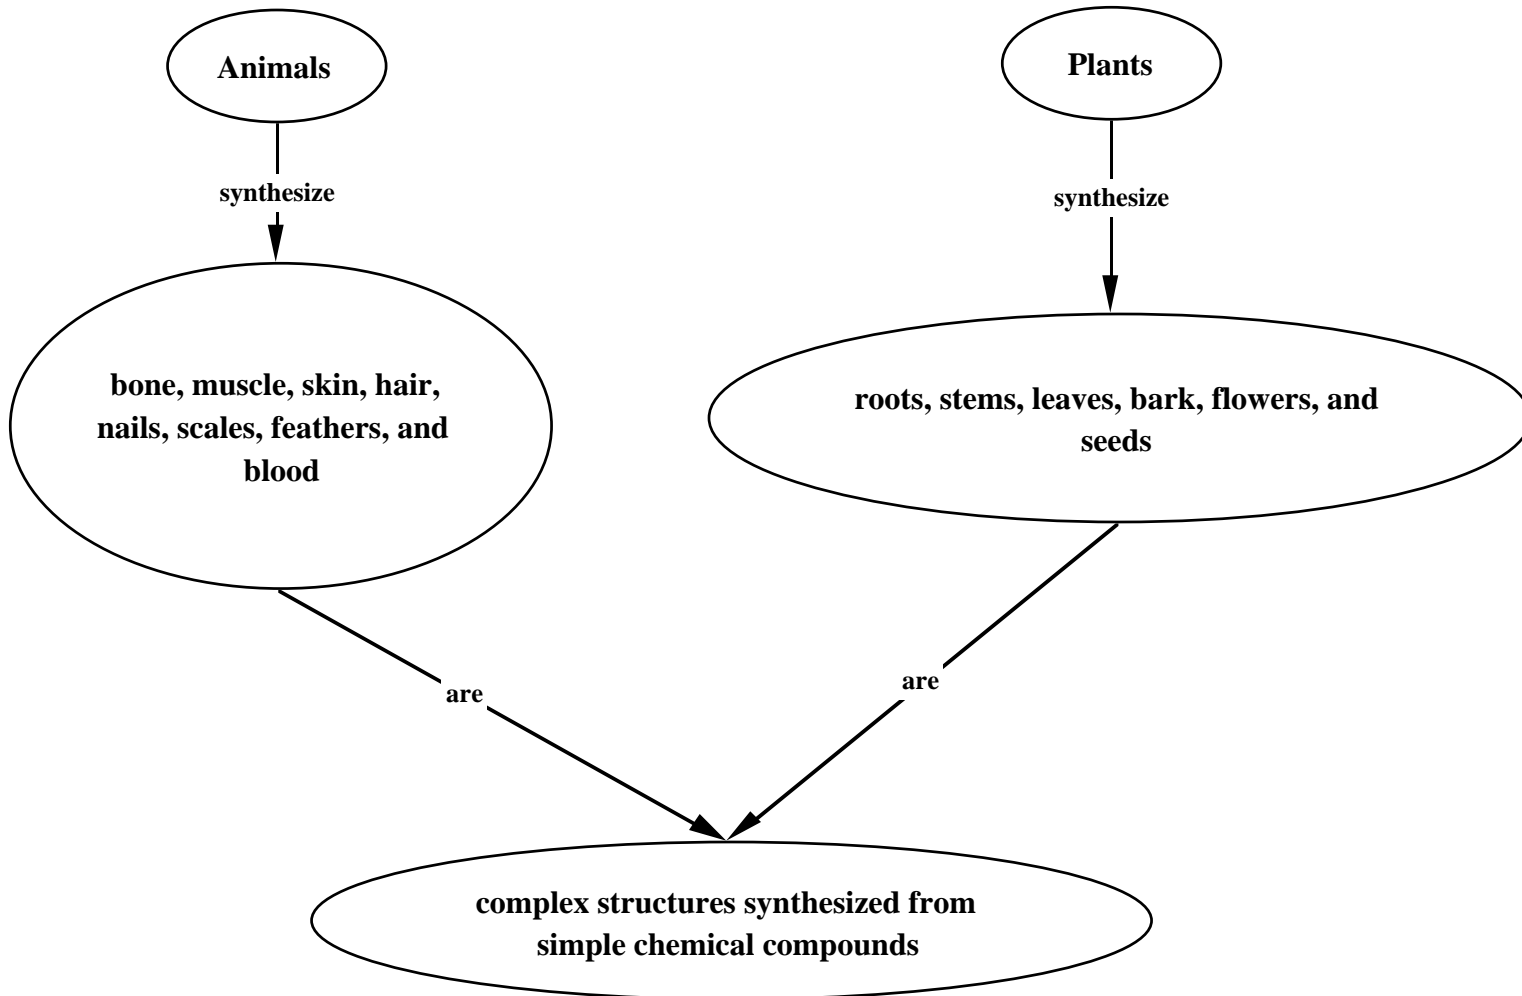 Animals
Plants
synthesize
synthesize
bone, muscle, skin, hair,
nails, scales, feathers, and
blood
roots, stems, leaves, bark, flowers, and
seeds
are
are
complex structures synthesized from
simple chemical compounds